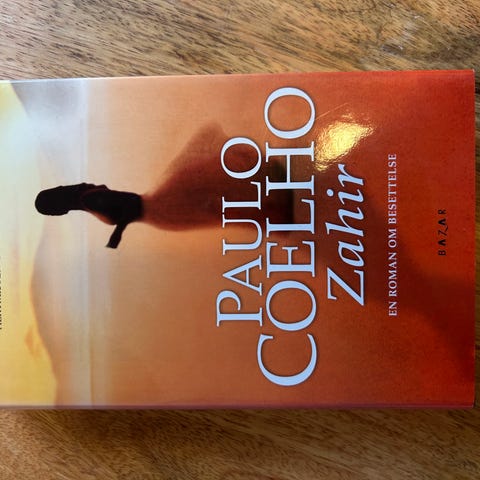 PAULO
COELHO
Zahir
EN ROMAN OM BESETTELSE
BAZAR